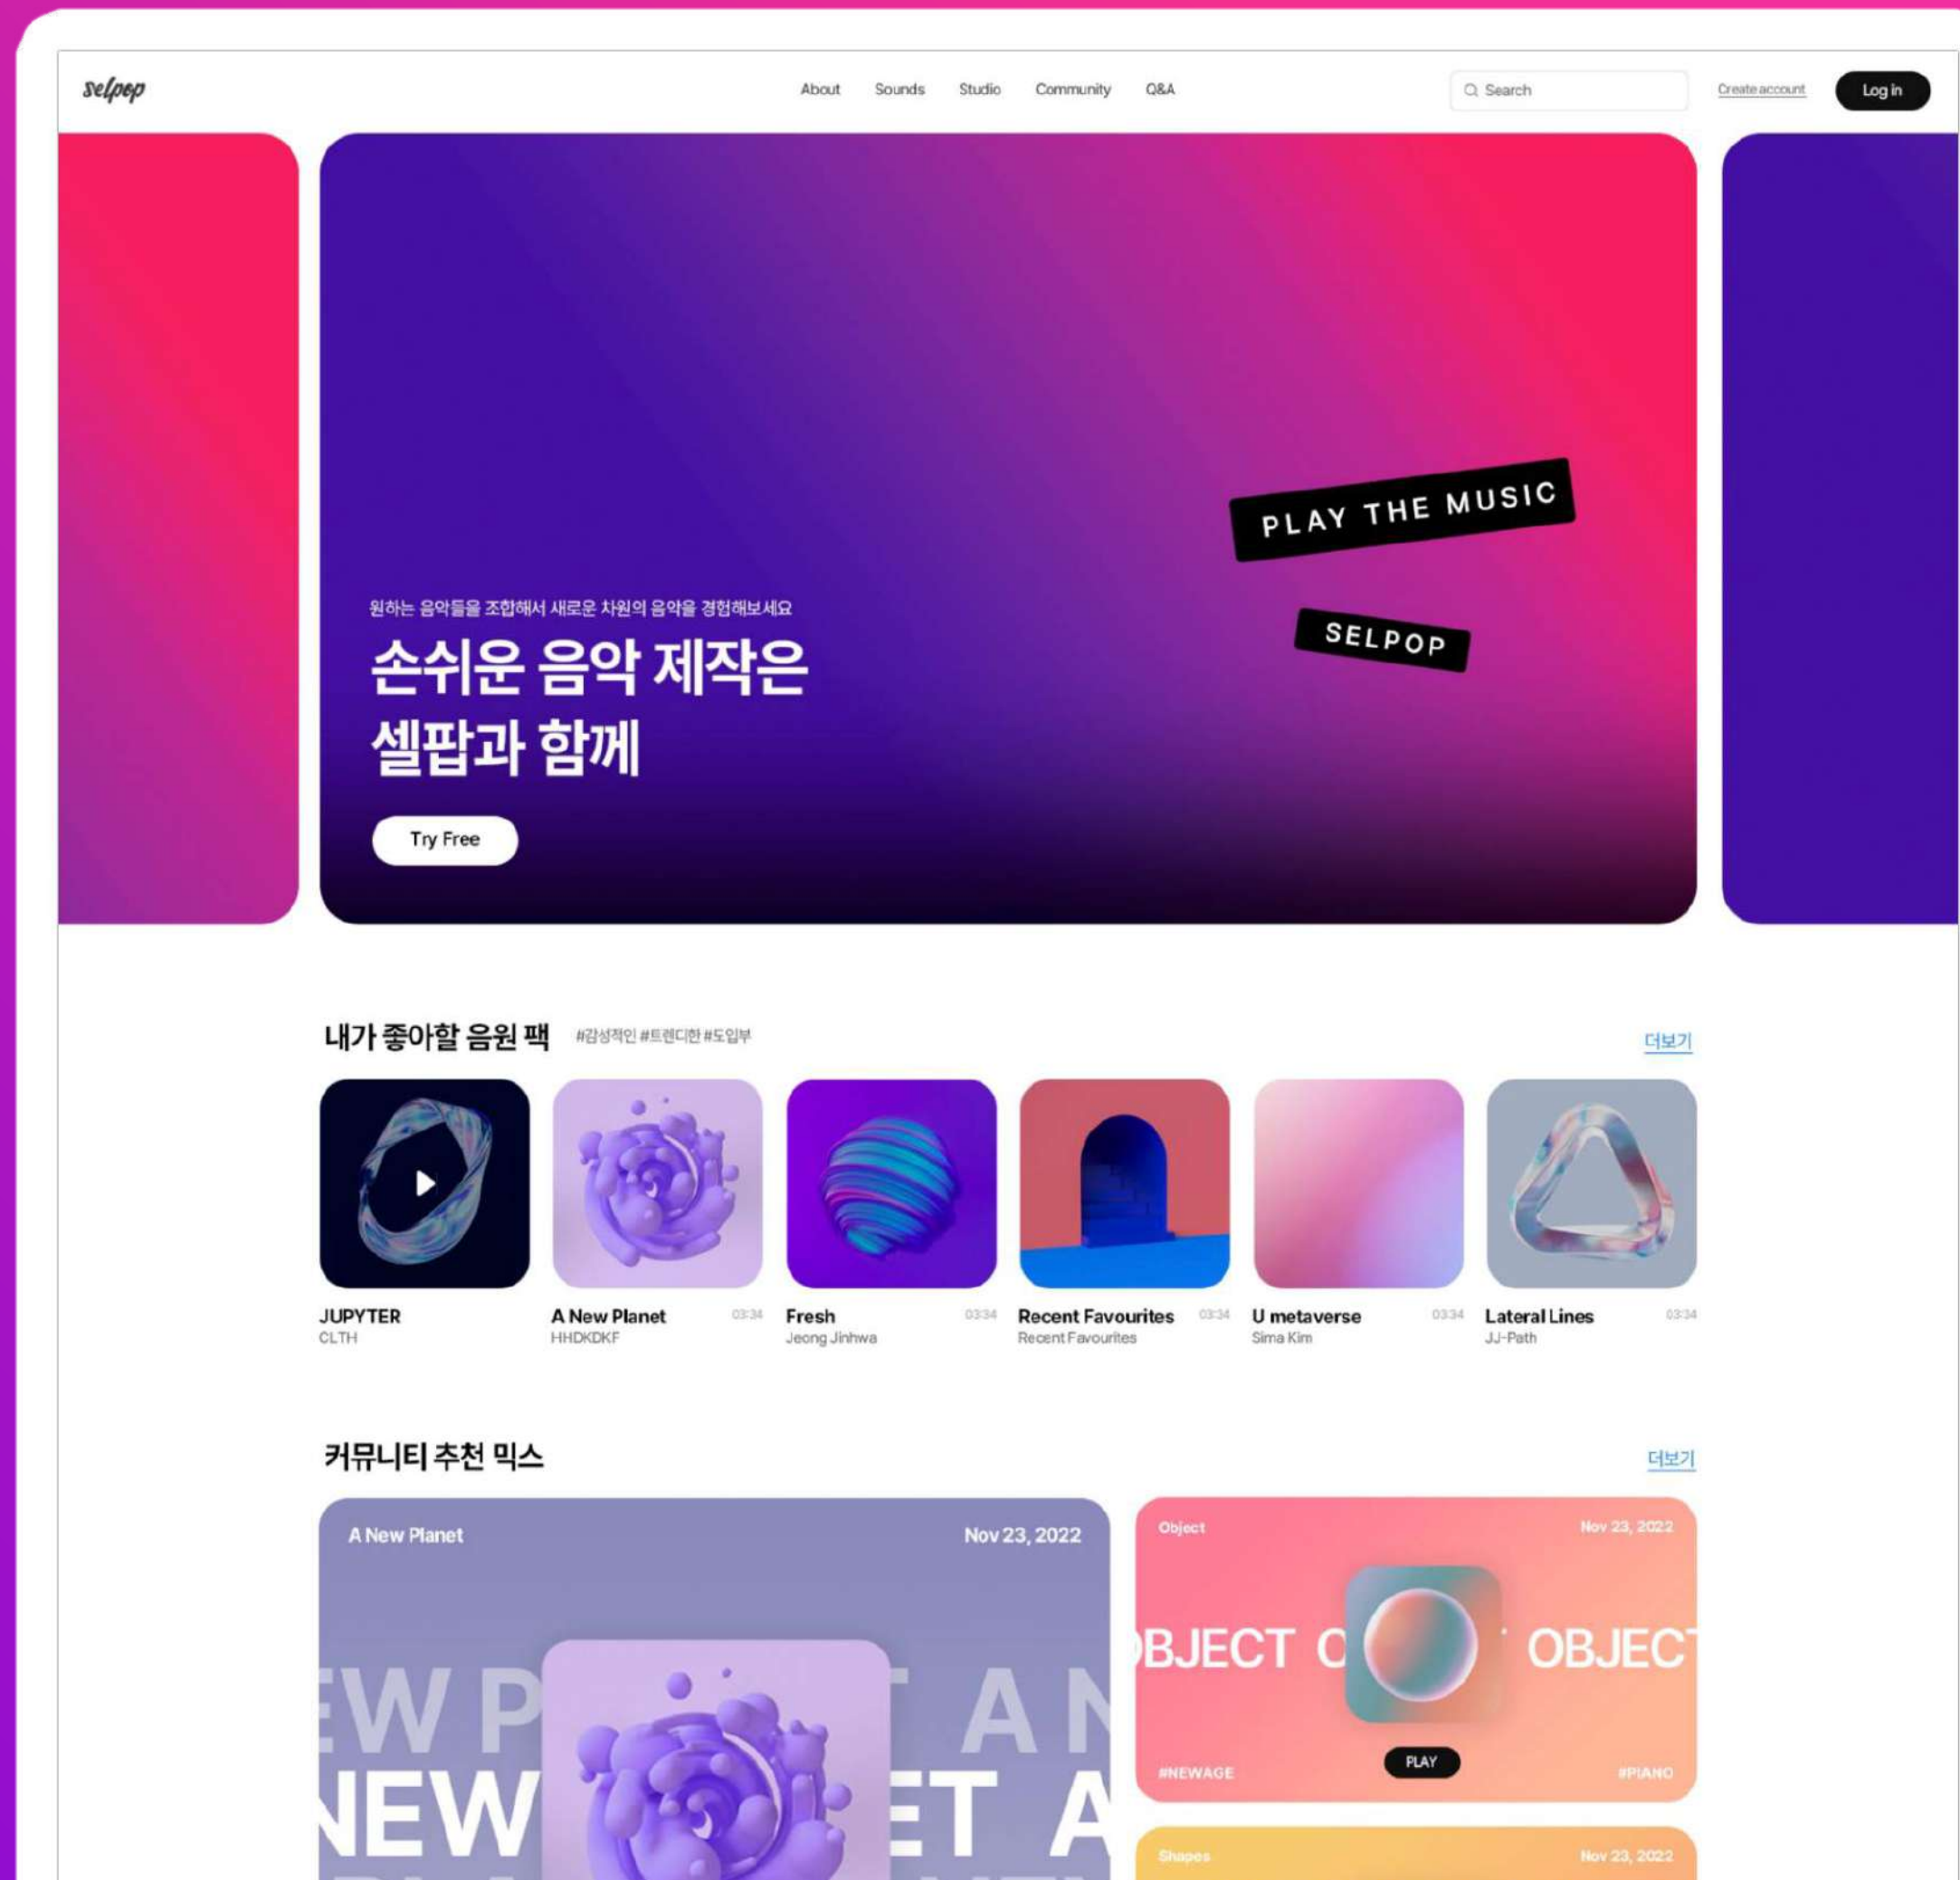 selpop
About Sounds Studio Community Q&A
Search
Create account
Log in
PLAY THE MUSIC
SELPOP
원하는 음악들을 조합해서 새로운 차원의 음악을 경험해보세요
손쉬운 음악 제작은
셀팝과 함께
Try Free
내가 좋아할 음원 팩 #감성적인 #트렌디한 #도입부 더보기
JUPYTER
CLTH
A New Planet 03:34
HHDKDKF
Fresh 03:34
Jeong Jinhwa
Recent Favourites 03:34
Recent Favourites
U metaverse 03:34
Sima Kim
Lateral Lines 03:34
JJ-Path
커뮤니티 추천 믹스 더보기
A New Planet Nov 23, 2022
EW P T A N
NEW ET A
Object Nov 23, 2022
OBJECT O OBJECT
PLAY
#NEWAGE #PIANO
Shapes Nov 23, 2022